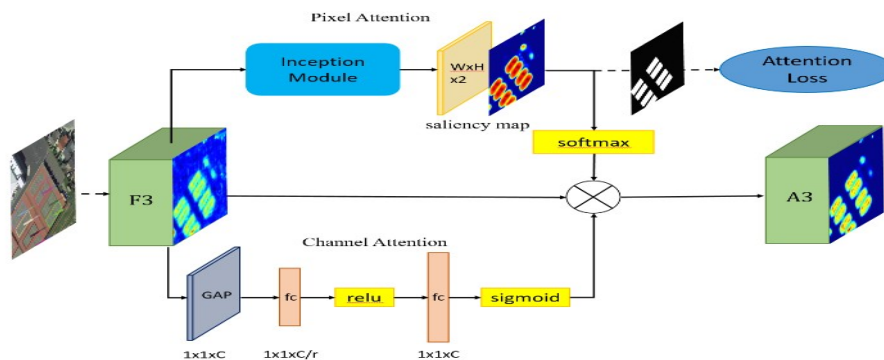 Pixel Attention
Inception
Module
WxH
x2
saliency map
Attention
Loss
softmax
F3
A3
Channel Attention
GAP
fc
relu
fc
sigmoid
1x1xC
1x1xC/r
1x1xC